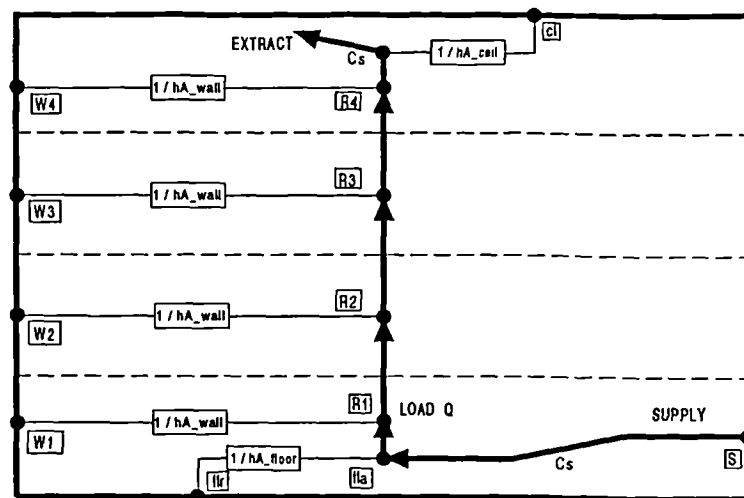 cl
EXTRACT
Cs
1 / hA_ceil
W4
1 / hA_wall
R4
W3
1 / hA_wall
R3
W2
1 / hA_wall
R2
W1
1 / hA_wall
R1
LOAD Q
SUPPLY
flr
1 / hA_floor
fla
Cs
S